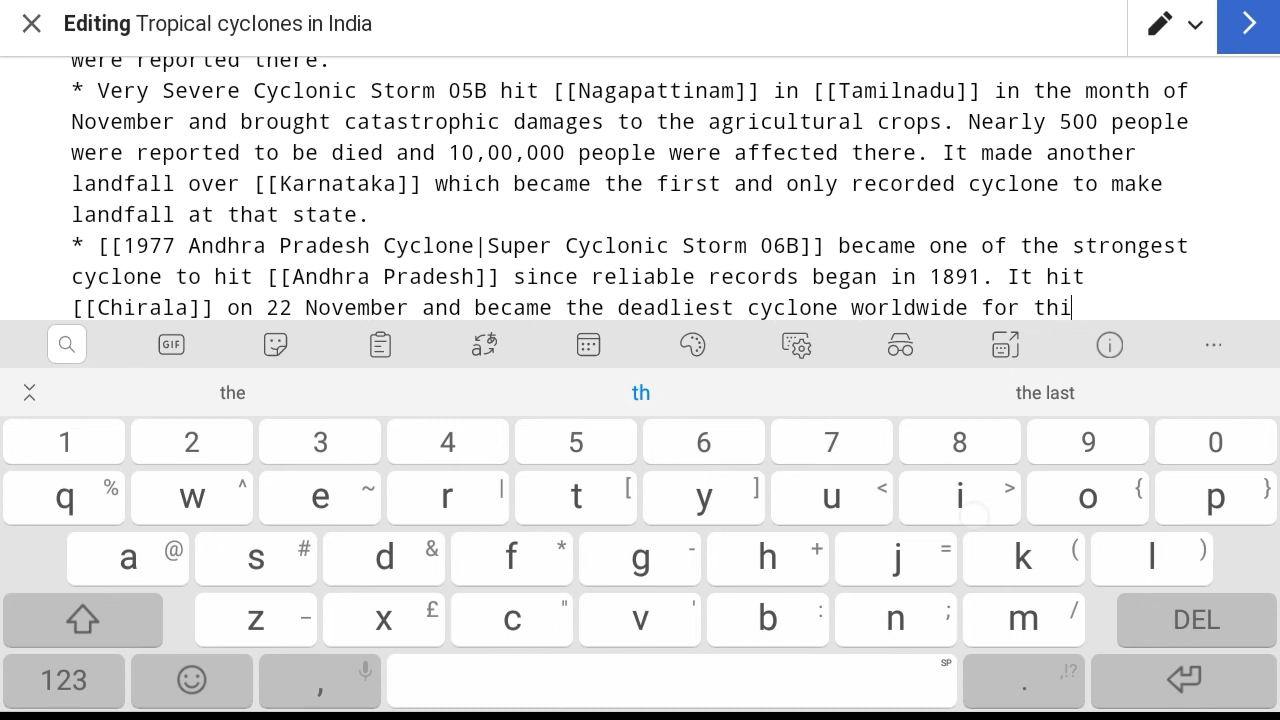 Editing Tropical cyclones in India
were reported there.
* Very Severe Cyclonic Storm 05B hit [[Nagapattinam]] in [[Tamilnadu]] in the month of
November and brought catastrophic damages to the agricultural crops. Nearly 500 people
were reported to be died and 10,00,000 people were affected there. It made another
landfall over [[Karnataka]] which became the first and only recorded cyclone to make
landfall at that state.
* [[1977 Andhra Pradesh Cyclone|Super Cyclonic Storm 06B]] became one of the strongest
cyclone to hit [[Andhra Pradesh]] since reliable records began in 1891. It hit
[[Chirala]] on 22 November and became the deadliest cyclone worldwide for thi
GIF
the th the last
1 2 3 4 5 6 7 8 9 0
q % w ^ e ~ r | t [ y ] u < i > o { p }
a @ s # d & f * g - h + j = k ( l )
z _ x £ c " v ' b : n ; m / DEL
123 , SP . ,!?